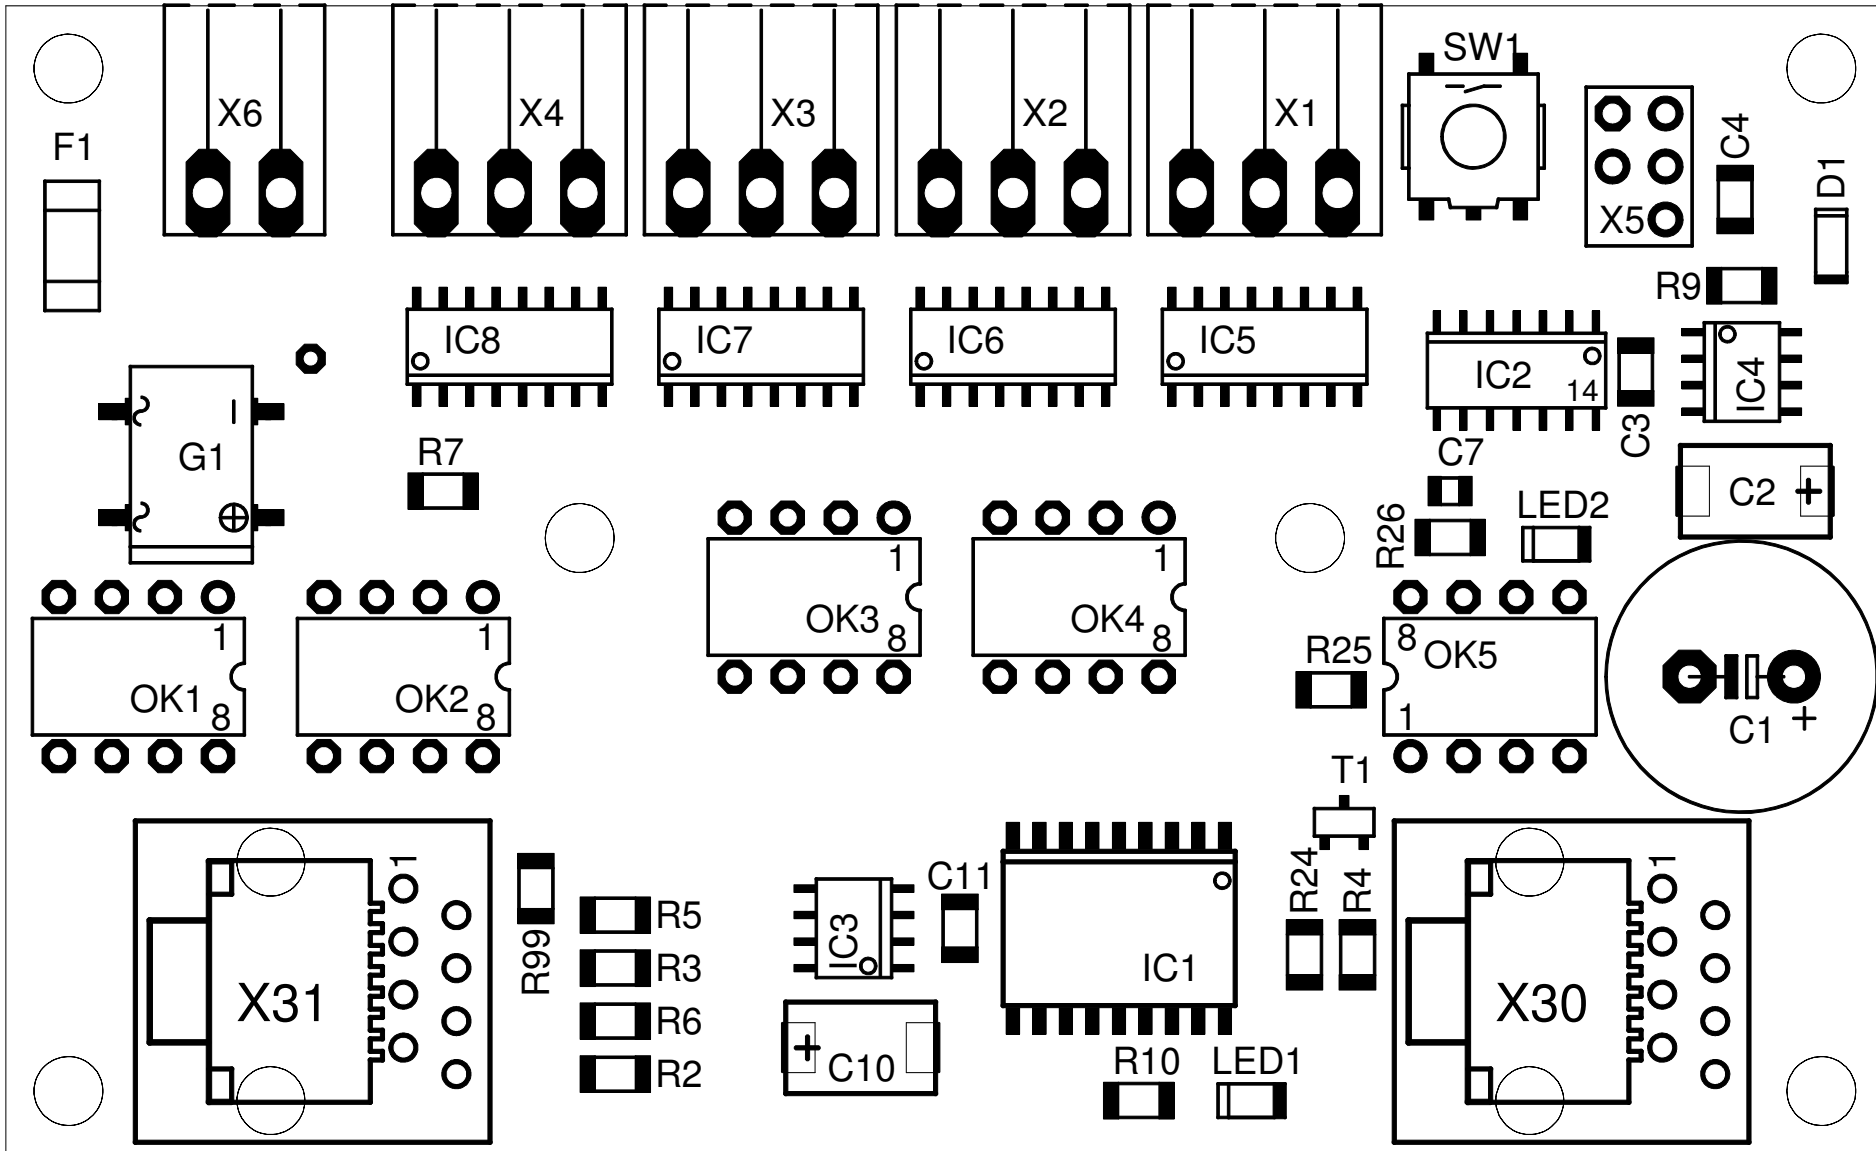 SW1
X6
X4
X3
X2
X1
F1
C4
D1
X5
R9
IC8
IC7
IC6
IC5
IC2
14
IC4
C3
G1
R7
C7
C2
+
LED2
R26
1
OK3
8
1
OK4
8
1
OK1
8
1
OK2
8
R25
8
OK5
1
C1
+
T1
1
X31
R99
R5
R3
R6
R2
IC3
C11
+
C10
IC1
R10
LED1
R24
R4
1
X30